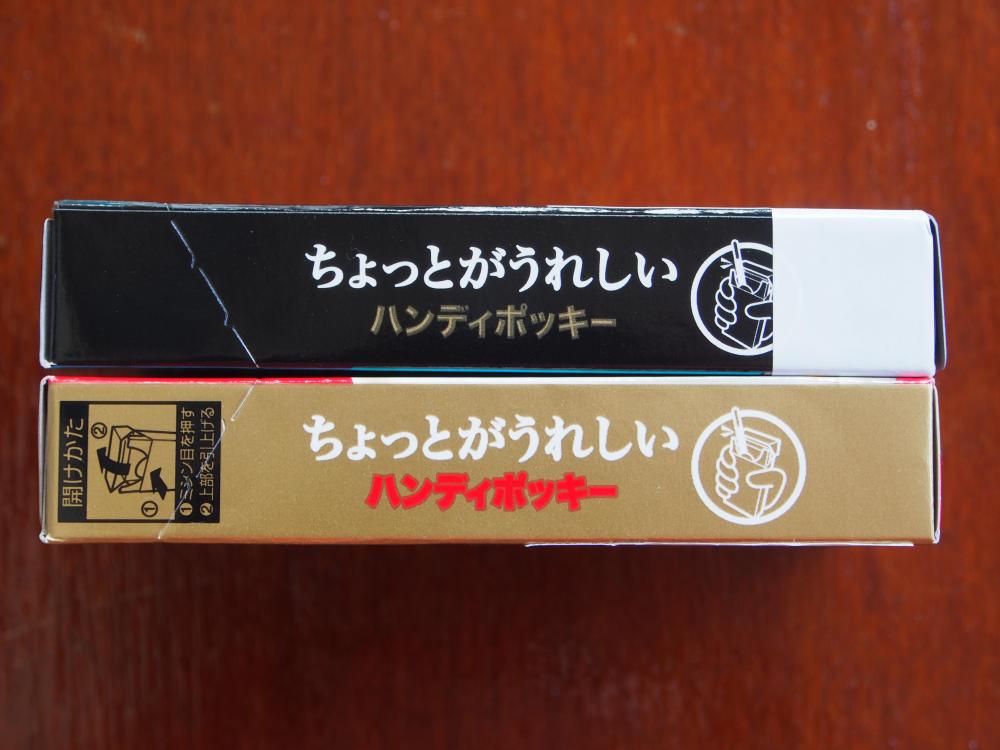 ちょっとがうれしい
ハンディポッキー
開けかた
②
①
①ミシン目を押す
②上部を引上げる
ちょっとがうれしい
ハンディポッキー